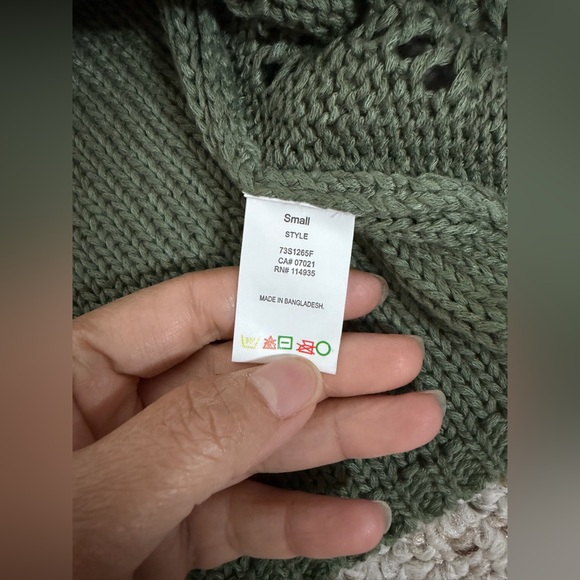 Small
STYLE
73S1265F
CA# 07021
RN# 114935
MADE IN BANGLADESH.